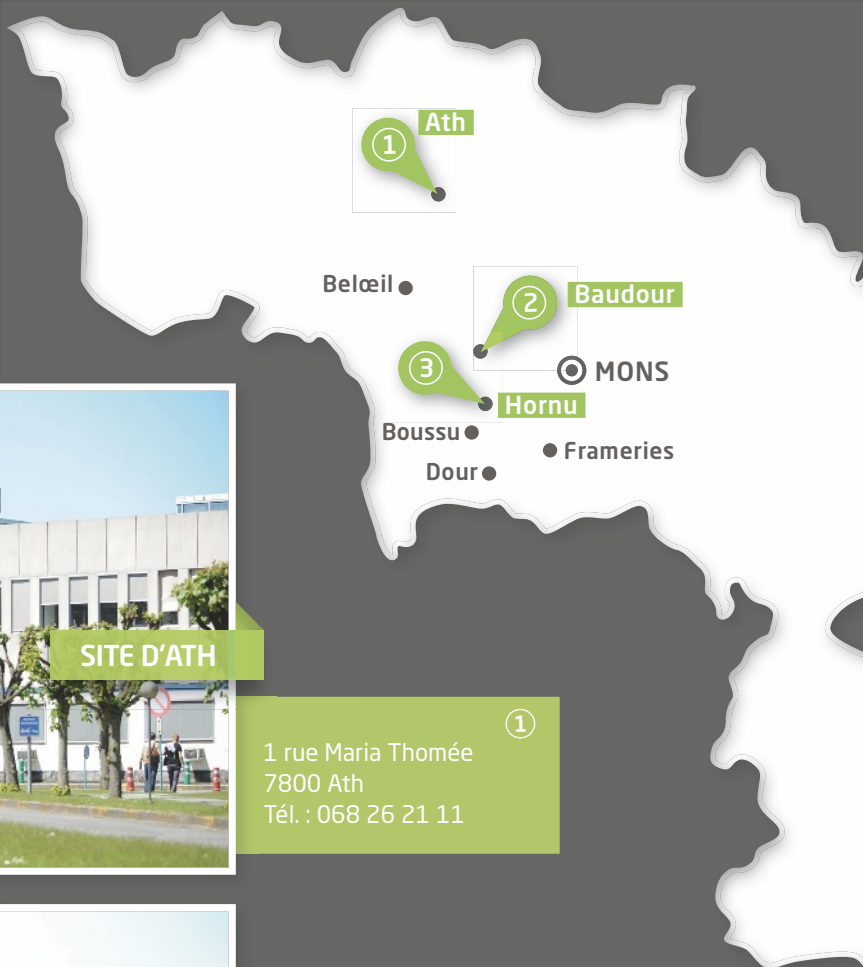 Ath
①
Belœil
②
Baudour
③
MONS
Hornu
Boussu
Frameries
Dour
SITE D'ATH
①
1 rue Maria Thomée
7800 Ath
Tél. : 068 26 21 11